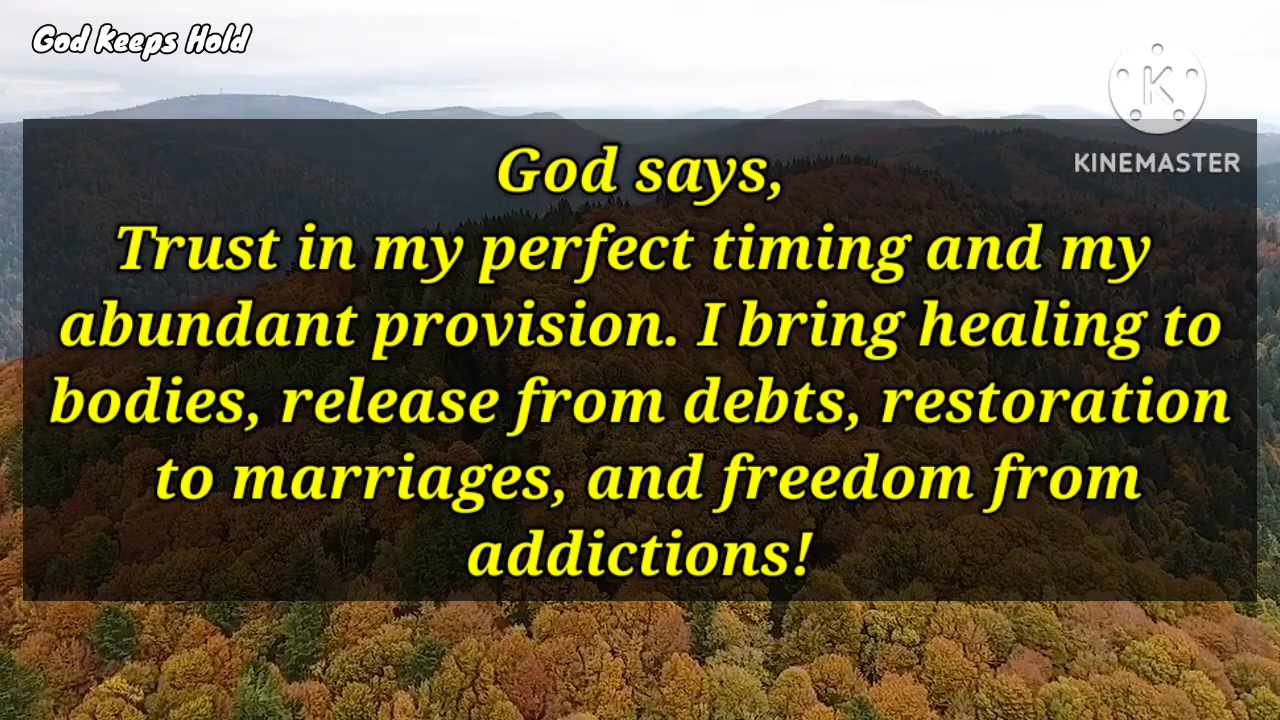 God Keeps Hold
K
KINEMASTER
God says,
Trust in my perfect timing and my
abundant provision. I bring healing to
bodies, release from debts, restoration
to marriages, and freedom from
addictions!